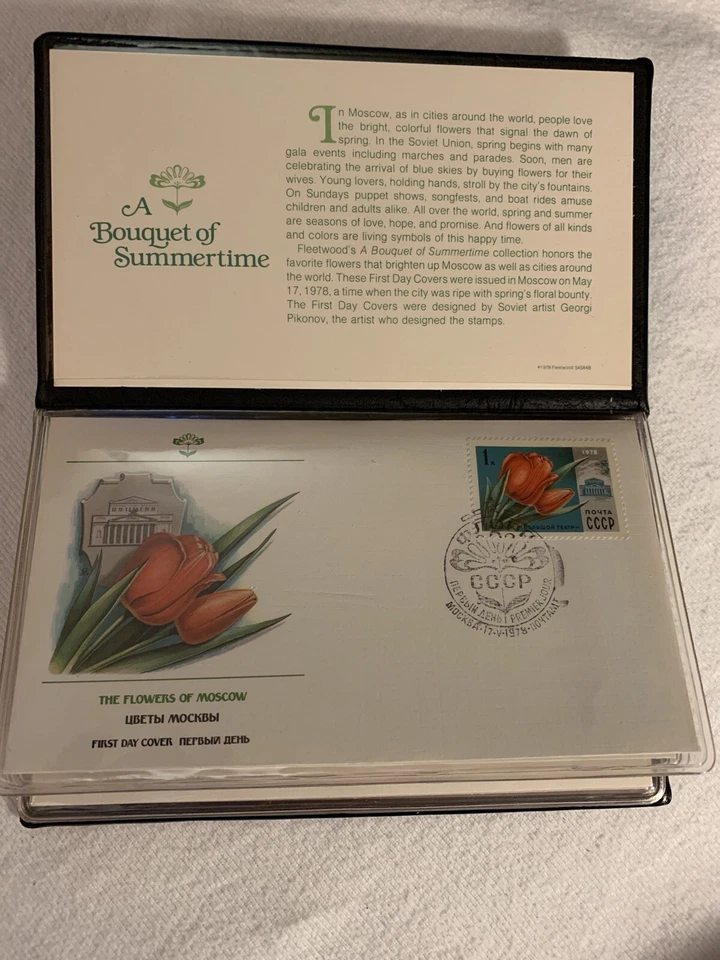 A
Bouquet of
Summertime
In Moscow, as in cities around the world, people love
the bright, colorful flowers that signal the dawn of
spring. In the Soviet Union, spring begins with many
gala events including marches and parades. Soon, men are
celebrating the arrival of blue skies by buying flowers for their
wives. Young lovers, holding hands, stroll by the city's fountains.
On Sundays puppet shows, songfests, and boat rides amuse
children and adults alike. All over the world, spring and summer
are seasons of love, hope, and promise. And flowers of all kinds
and colors are living symbols of this happy time.
Fleetwood's A Bouquet of Summertime collection honors the
favorite flowers that brighten up Moscow as well as cities around
the world. These First Day Covers were issued in Moscow on May
17, 1978, a time when the city was ripe with spring's floral bounty.
The First Day Covers were designed by Soviet artist Georgi
Pikonov, the artist who designed the stamps.
©1978 Fleetwood
1к
1978
ПОЧТА
СССР
БОЛЬШОЙ ТЕАТР
СССР
ПЕРВЫЙ ДЕНЬ PREMIER JOUR
МОСКВА·17-V-1978·ПОЧТАМТ
THE FLOWERS OF MOSCOW
ЦВЕТЫ МОСКВЫ
FIRST DAY COVER ПЕРВЫЙ ДЕНЬ